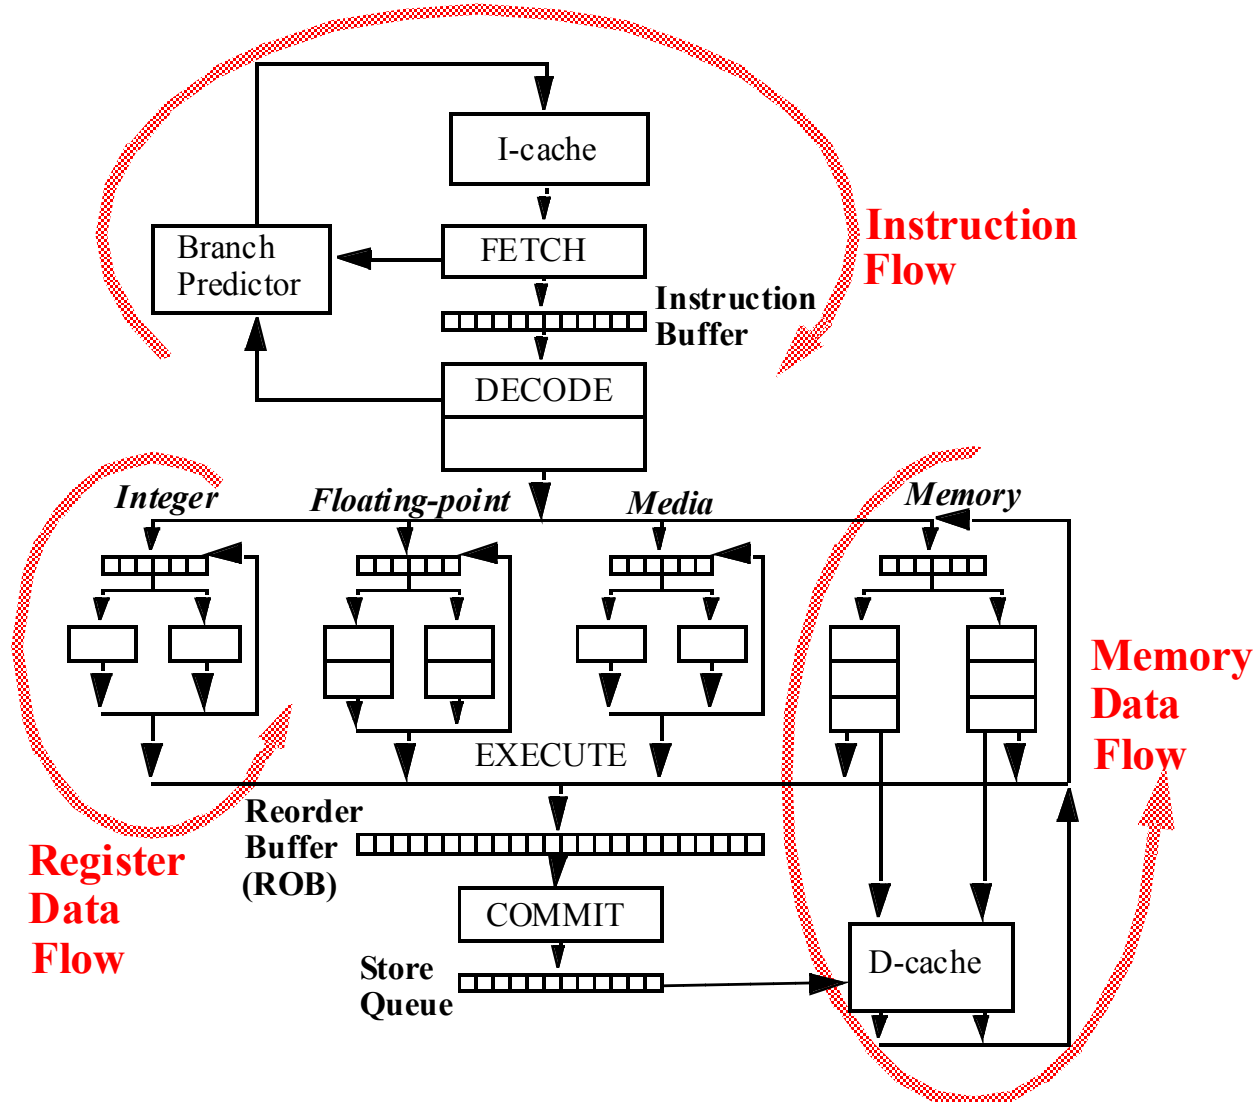 I-cache
Instruction
Flow
Branch
Predictor
FETCH
Instruction
Buffer
DECODE
Integer
Floating-point
Media
Memory
Memory
Data
Flow
EXECUTE
Reorder
Buffer
(ROB)
Register
Data
Flow
COMMIT
Store
Queue
D-cache